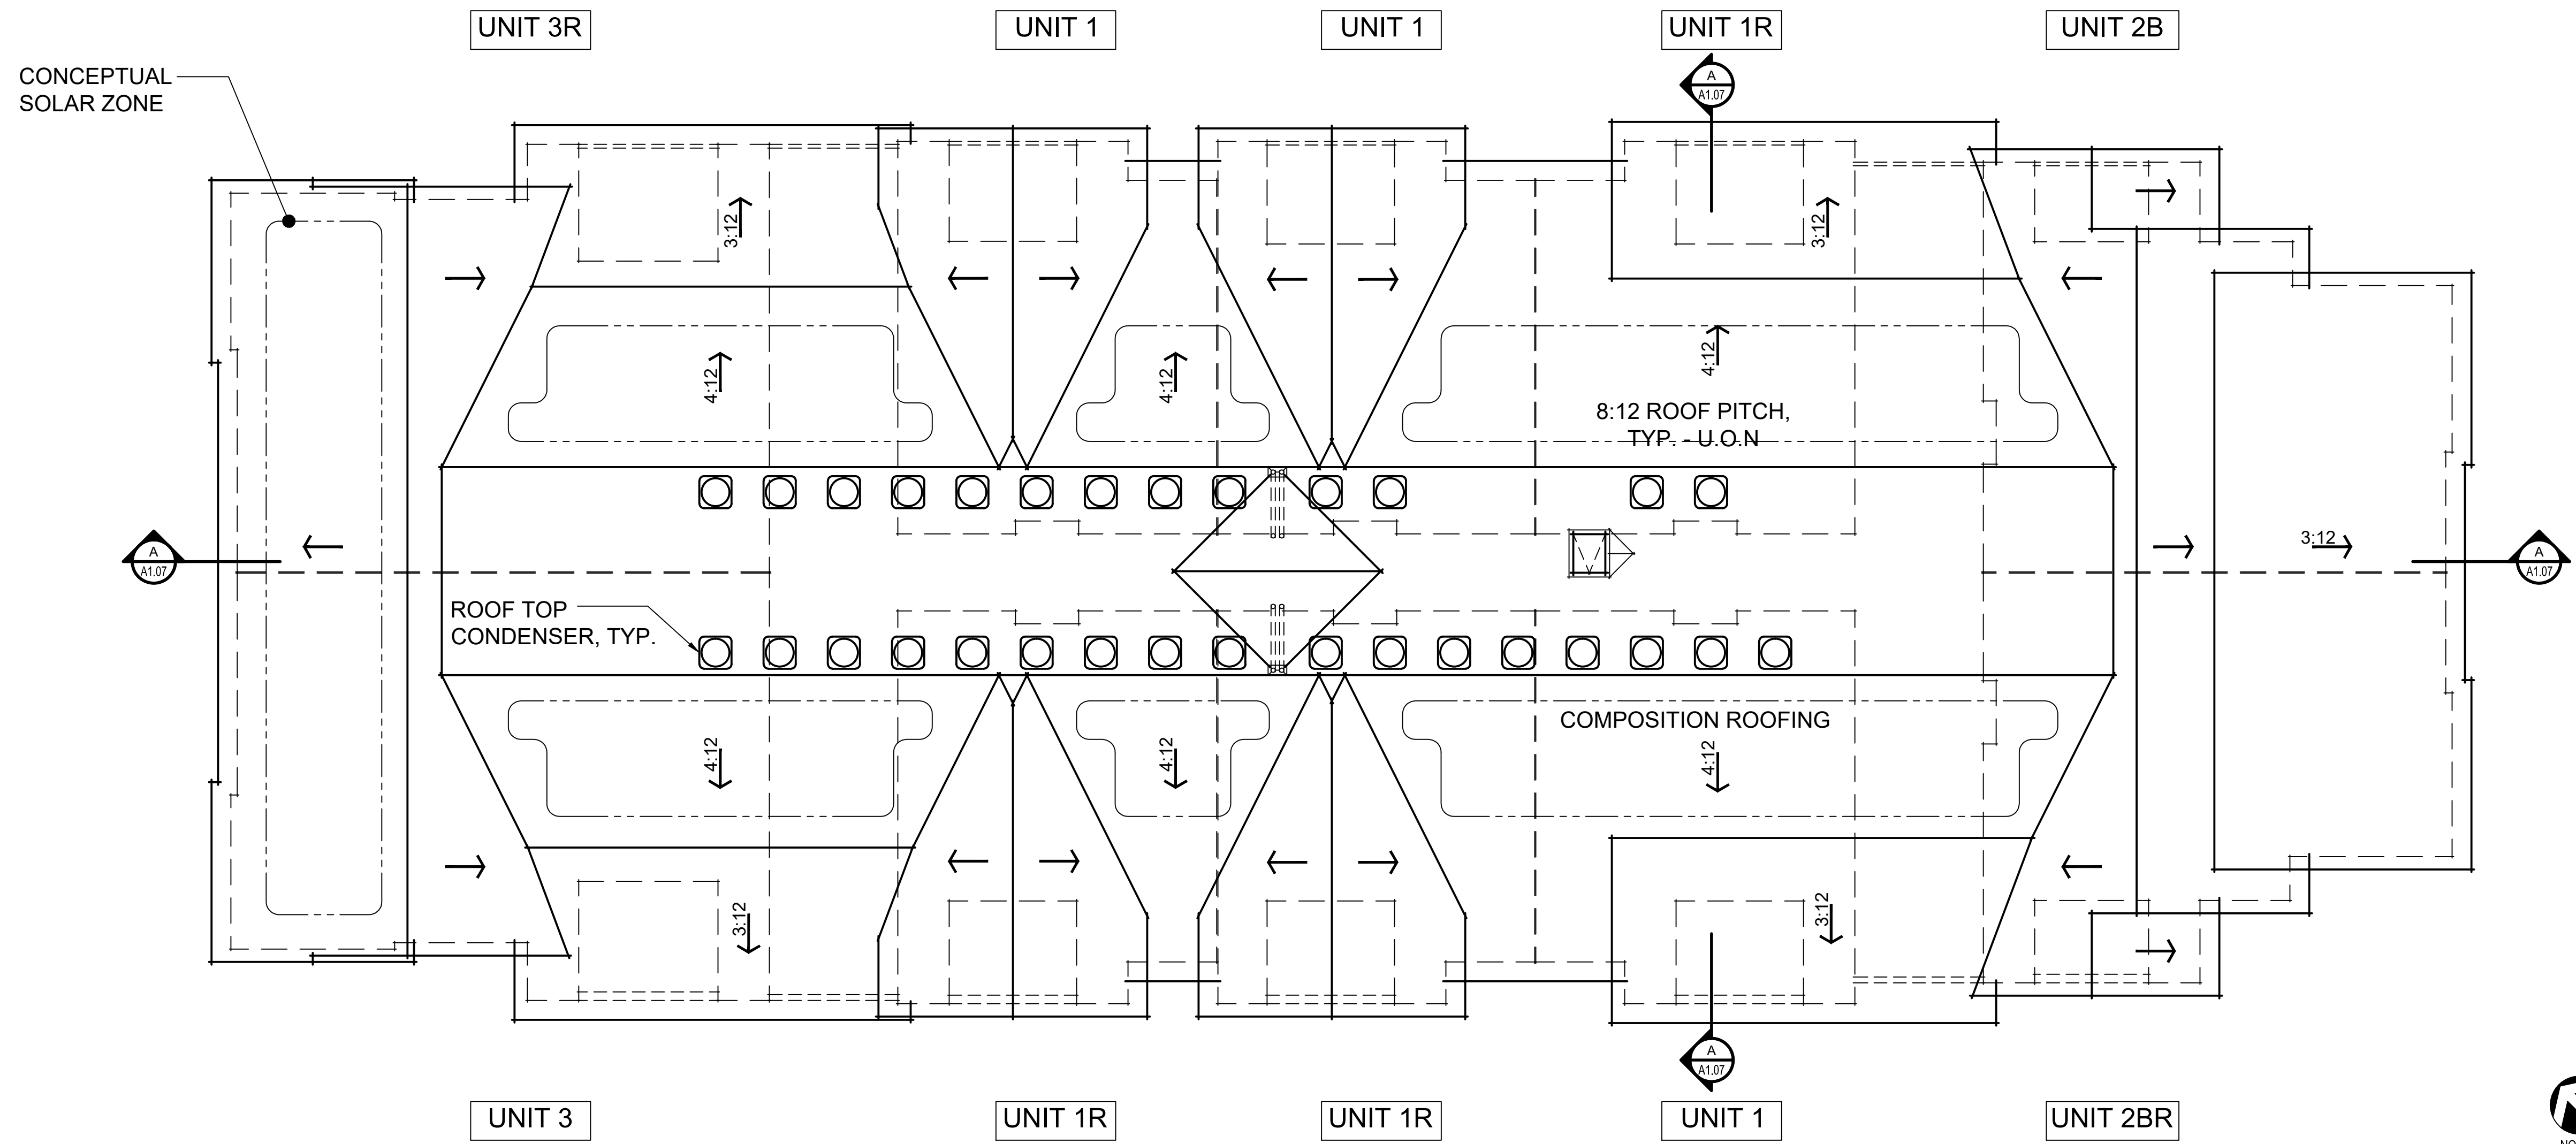 UNIT 3R
UNIT 1
UNIT 1
UNIT 1R
UNIT 2B
CONCEPTUAL
SOLAR ZONE
A
A1.07
3:12
3:12
4:12
4:12
4:12
8:12 ROOF PITCH,
TYP. - U.O.N
A
A1.07
3:12
A
A1.07
ROOF TOP
CONDENSER, TYP.
COMPOSITION ROOFING
4:12
4:12
4:12
3:12
3:12
A
A1.07
UNIT 3
UNIT 1R
UNIT 1R
UNIT 1
UNIT 2BR